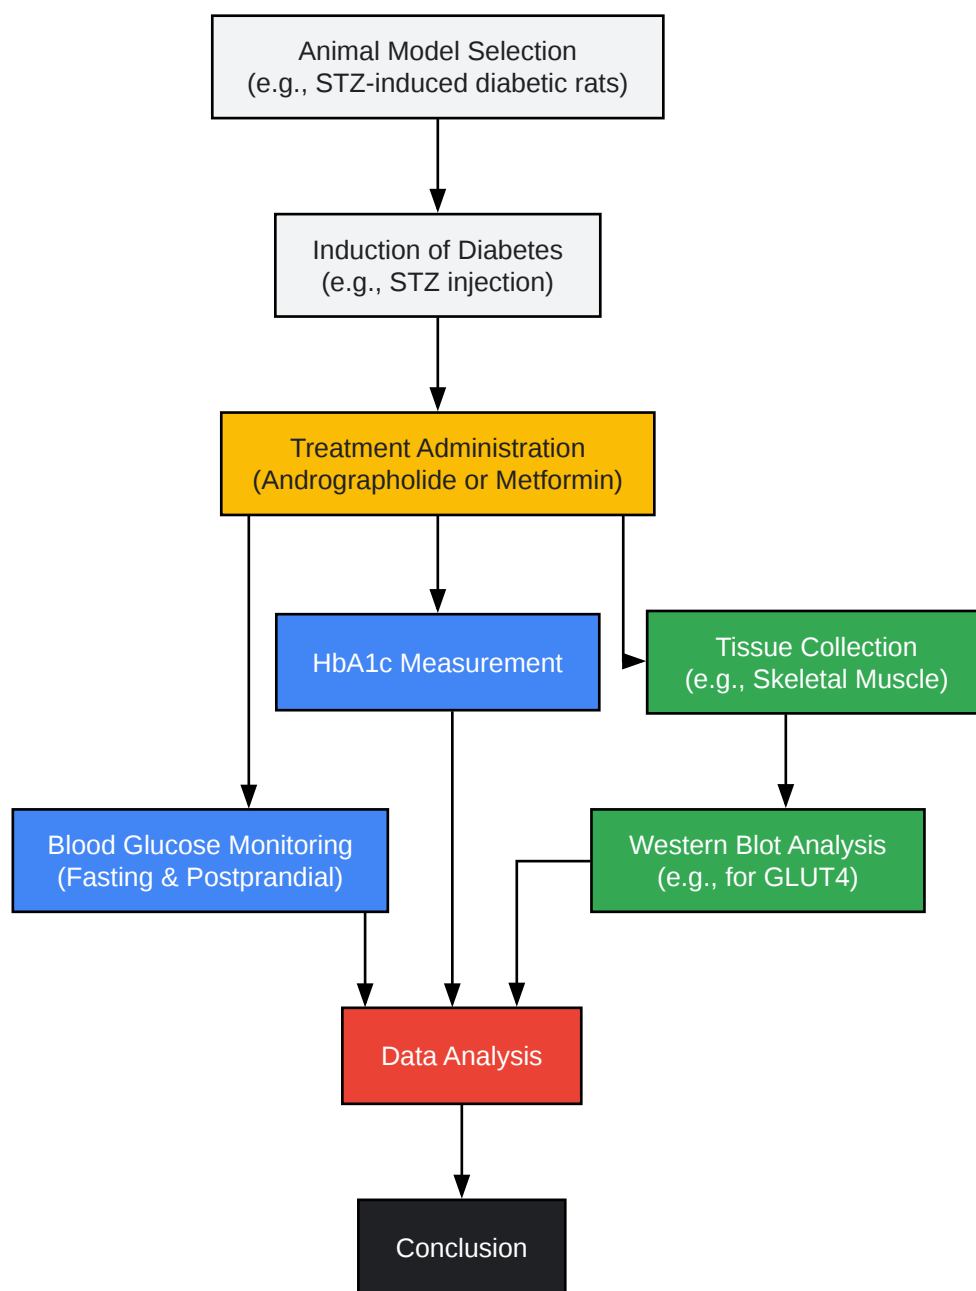 Animal Model Selection
(e.g., STZ-induced diabetic rats)
Induction of Diabetes
(e.g., STZ injection)
Treatment Administration
(Andrographolide or Metformin)
HbA1c Measurement
Tissue Collection
(e.g., Skeletal Muscle)
Blood Glucose Monitoring
(Fasting & Postprandial)
Western Blot Analysis
(e.g., for GLUT4)
Data Analysis
Conclusion